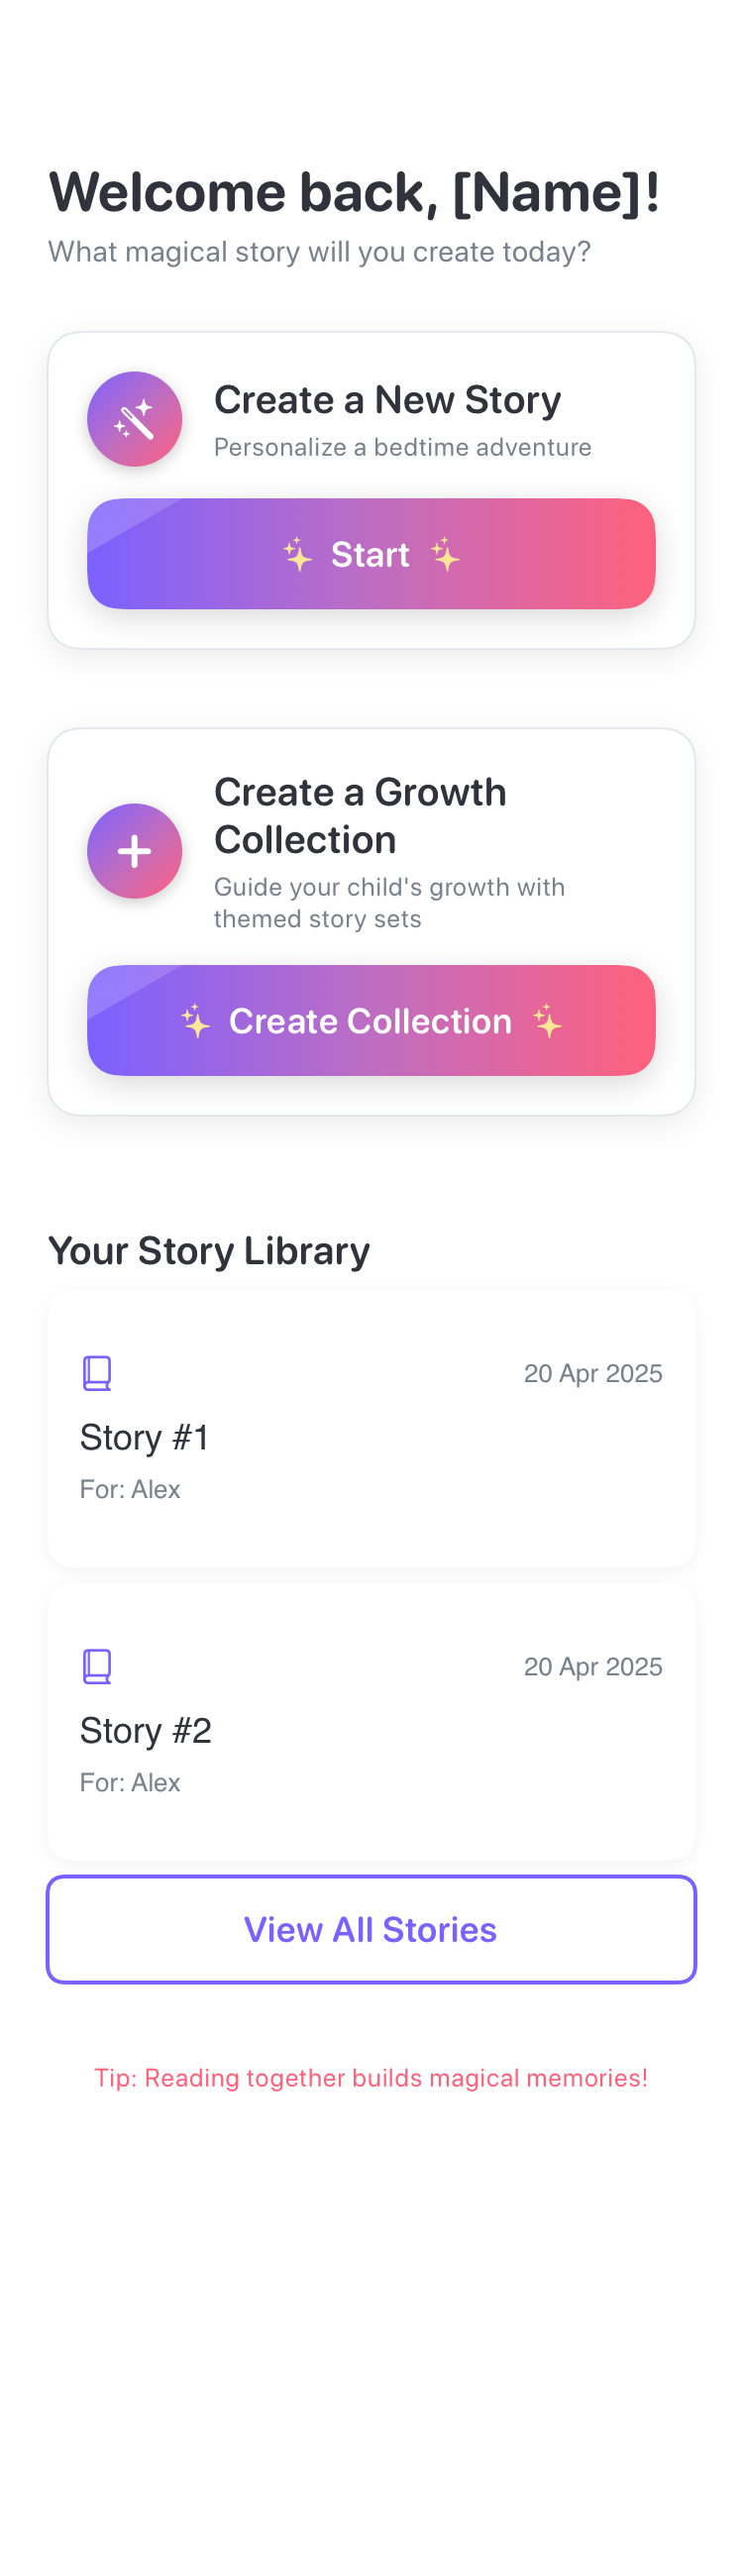 Welcome back, [Name]!
What magical story will you create today?
Create a New Story
Personalize a bedtime adventure
Start
Create a Growth
Collection
Guide your child's growth with
themed story sets
Create Collection
Your Story Library
20 Apr 2025
Story #1
For: Alex
20 Apr 2025
Story #2
For: Alex
View All Stories
Tip: Reading together builds magical memories!